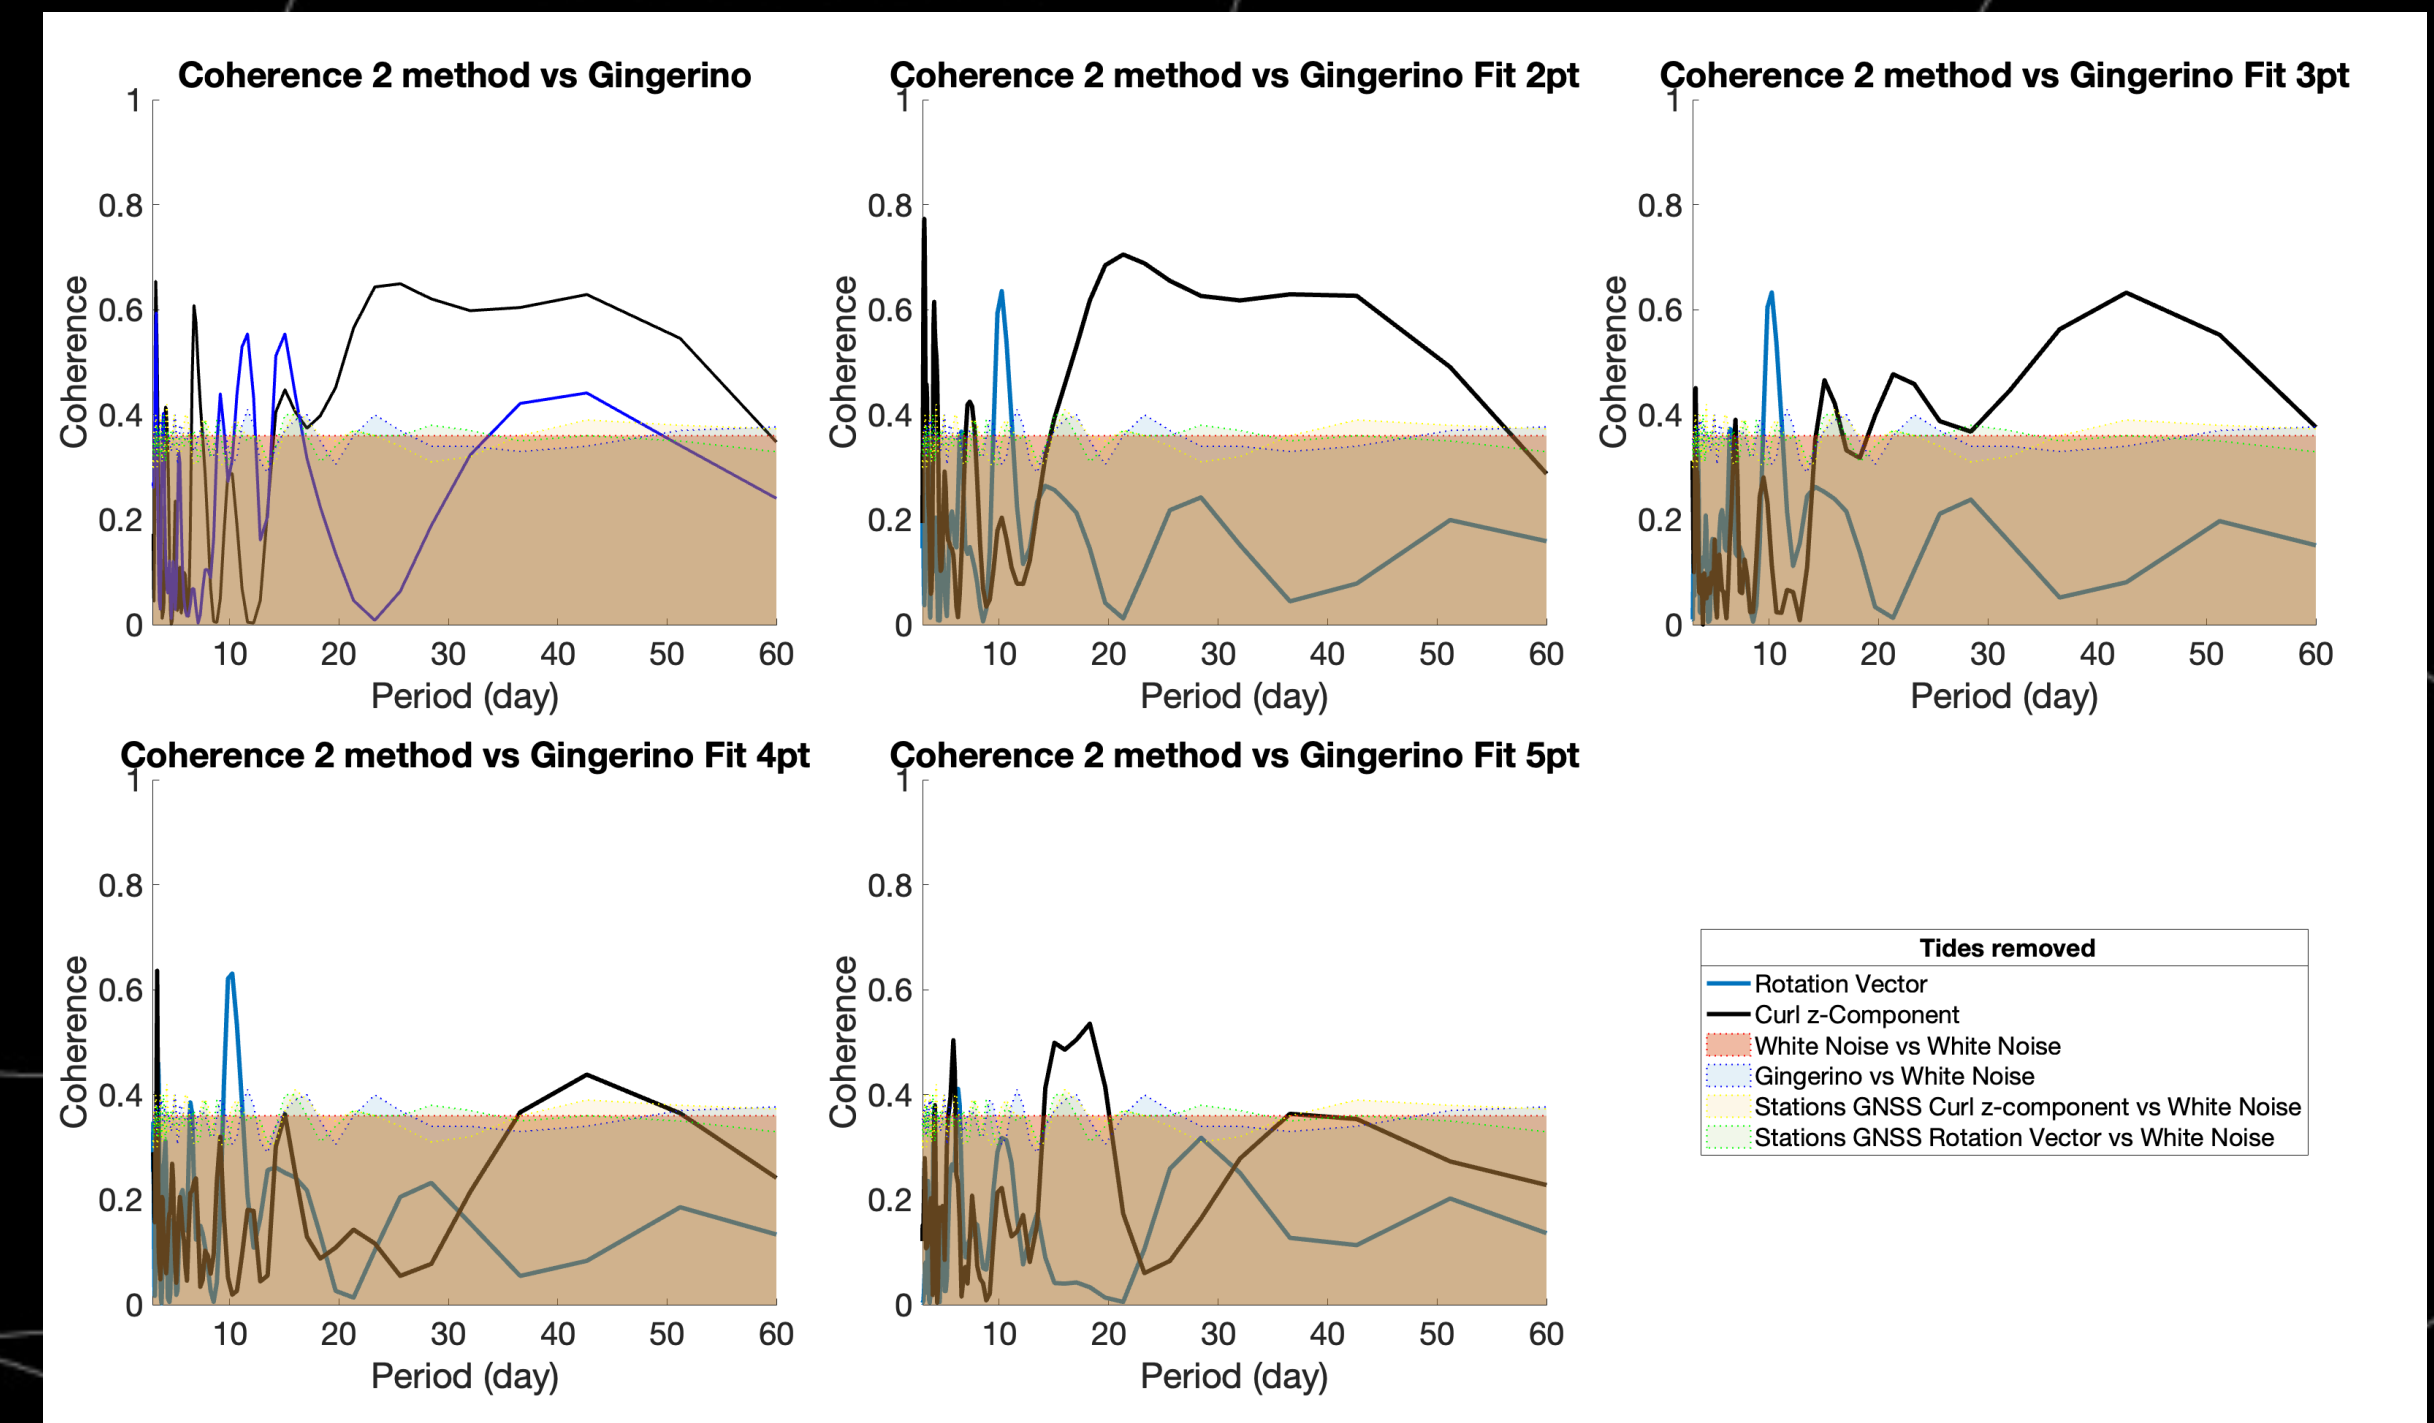 Coherence 2 method vs Gingerino
1
0.8
0.6
0.4
0.2
0
Coherence
10 20 30 40 50 60
Period (day)
Coherence 2 method vs Gingerino Fit 2pt
1
0.8
0.6
0.4
0.2
0
Coherence
10 20 30 40 50 60
Period (day)
Coherence 2 method vs Gingerino Fit 3pt
1
0.8
0.6
0.4
0.2
0
Coherence
10 20 30 40 50 60
Period (day)
Coherence 2 method vs Gingerino Fit 4pt
1
0.8
0.6
0.4
0.2
0
Coherence
10 20 30 40 50 60
Period (day)
Coherence 2 method vs Gingerino Fit 5pt
1
0.8
0.6
0.4
0.2
0
Coherence
10 20 30 40 50 60
Period (day)
Tides removed
Rotation Vector
Curl z-Component
White Noise vs White Noise
Gingerino vs White Noise
Stations GNSS Curl z-component vs White Noise
Stations GNSS Rotation Vector vs White Noise